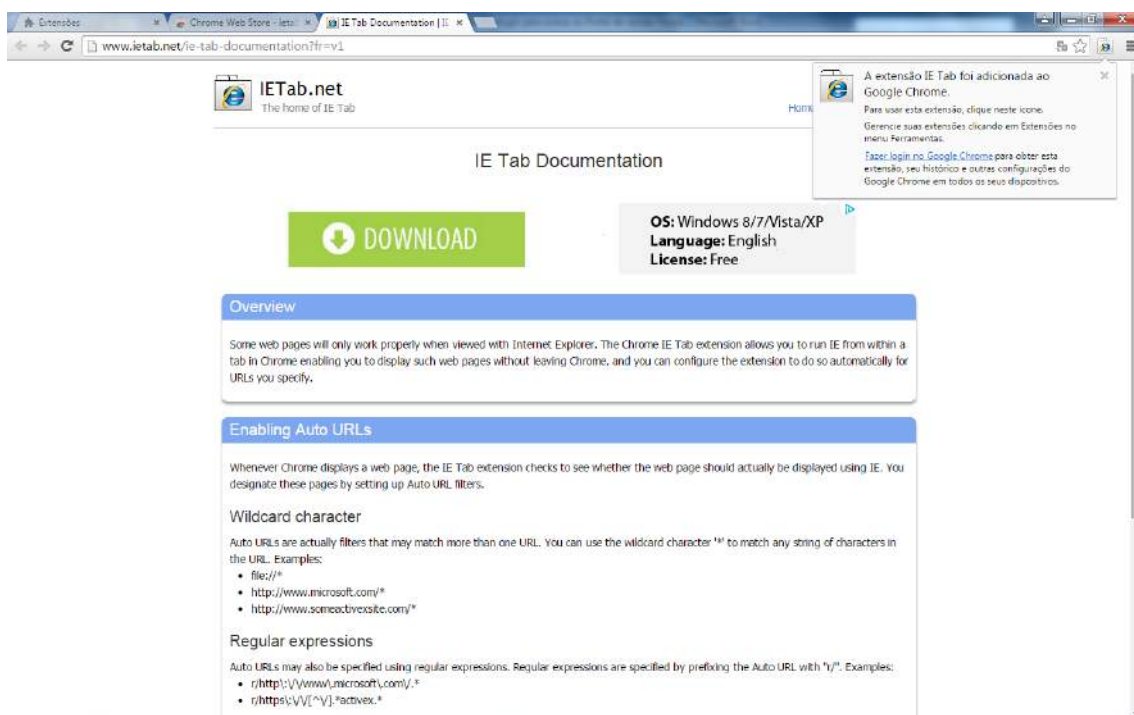 Extensões
Chrome Web Store - ietab
IE Tab Documentation | IE
www.ietab.net/ie-tab-documentation?fr=v1
IETab.net
The home of IE Tab
Home
A extensão IE Tab foi adicionada ao
Google Chrome.
Para usar esta extensão, clique neste ícone.
Gerencie suas extensões clicando em Extensões no
menu Ferramentas.
Fazer login no Google Chrome para obter esta
extensão, seu histórico e outras configurações do
Google Chrome em todos os seus dispositivos.
IE Tab Documentation
DOWNLOAD
OS: Windows 8/7/Vista/XP
Language: English
License: Free
Overview
Some web pages will only work properly when viewed with Internet Explorer. The Chrome IE Tab extension allows you to run IE from within a
tab in Chrome enabling you to display such web pages without leaving Chrome, and you can configure the extension to do so automatically for
URLs you specify.
Enabling Auto URLs
Whenever Chrome displays a web page, the IE Tab extension checks to see whether the web page should actually be displayed using IE. You
designate these pages by setting up Auto URL filters.
Wildcard character
Auto URLs are actually filters that may match more than one URL. You can use the wildcard character '*' to match any string of characters in
the URL. Examples:
• file://*
• http://www.microsoft.com/*
• http://www.someactivexsite.com/*
Regular expressions
Auto URLs may also be specified using regular expressions. Regular expressions are specified by prefixing the Auto URL with "r/". Examples:
• r/http\:\/\/www\.microsoft\.com\/.*
• r/https\:\/\/[^\/].*activex.*